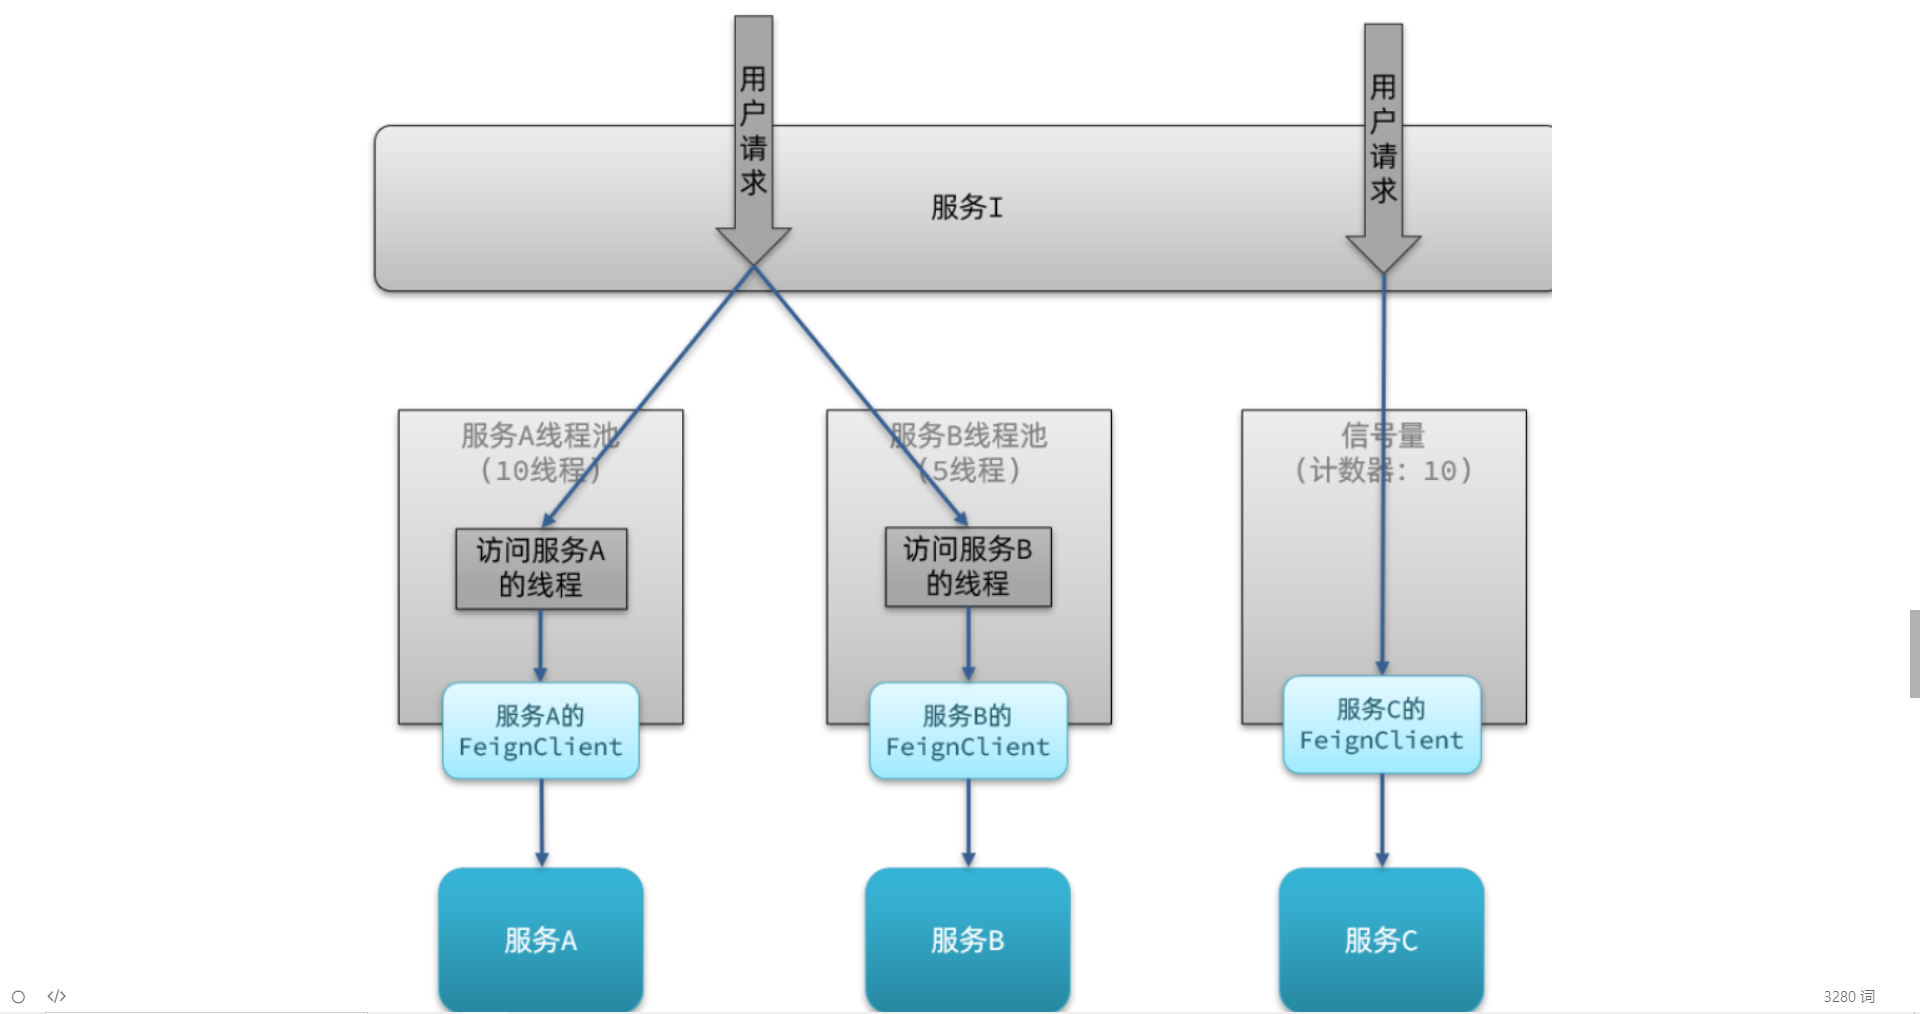 用户请求
用户请求
服务I
服务A线程池
(10线程)
服务B线程池
(5线程)
信号量
(计数器: 10)
访问服务A
的线程
访问服务B
的线程
服务A的
FeignClient
服务B的
FeignClient
服务C的
FeignClient
服务A
服务B
服务C
</>
3280 词